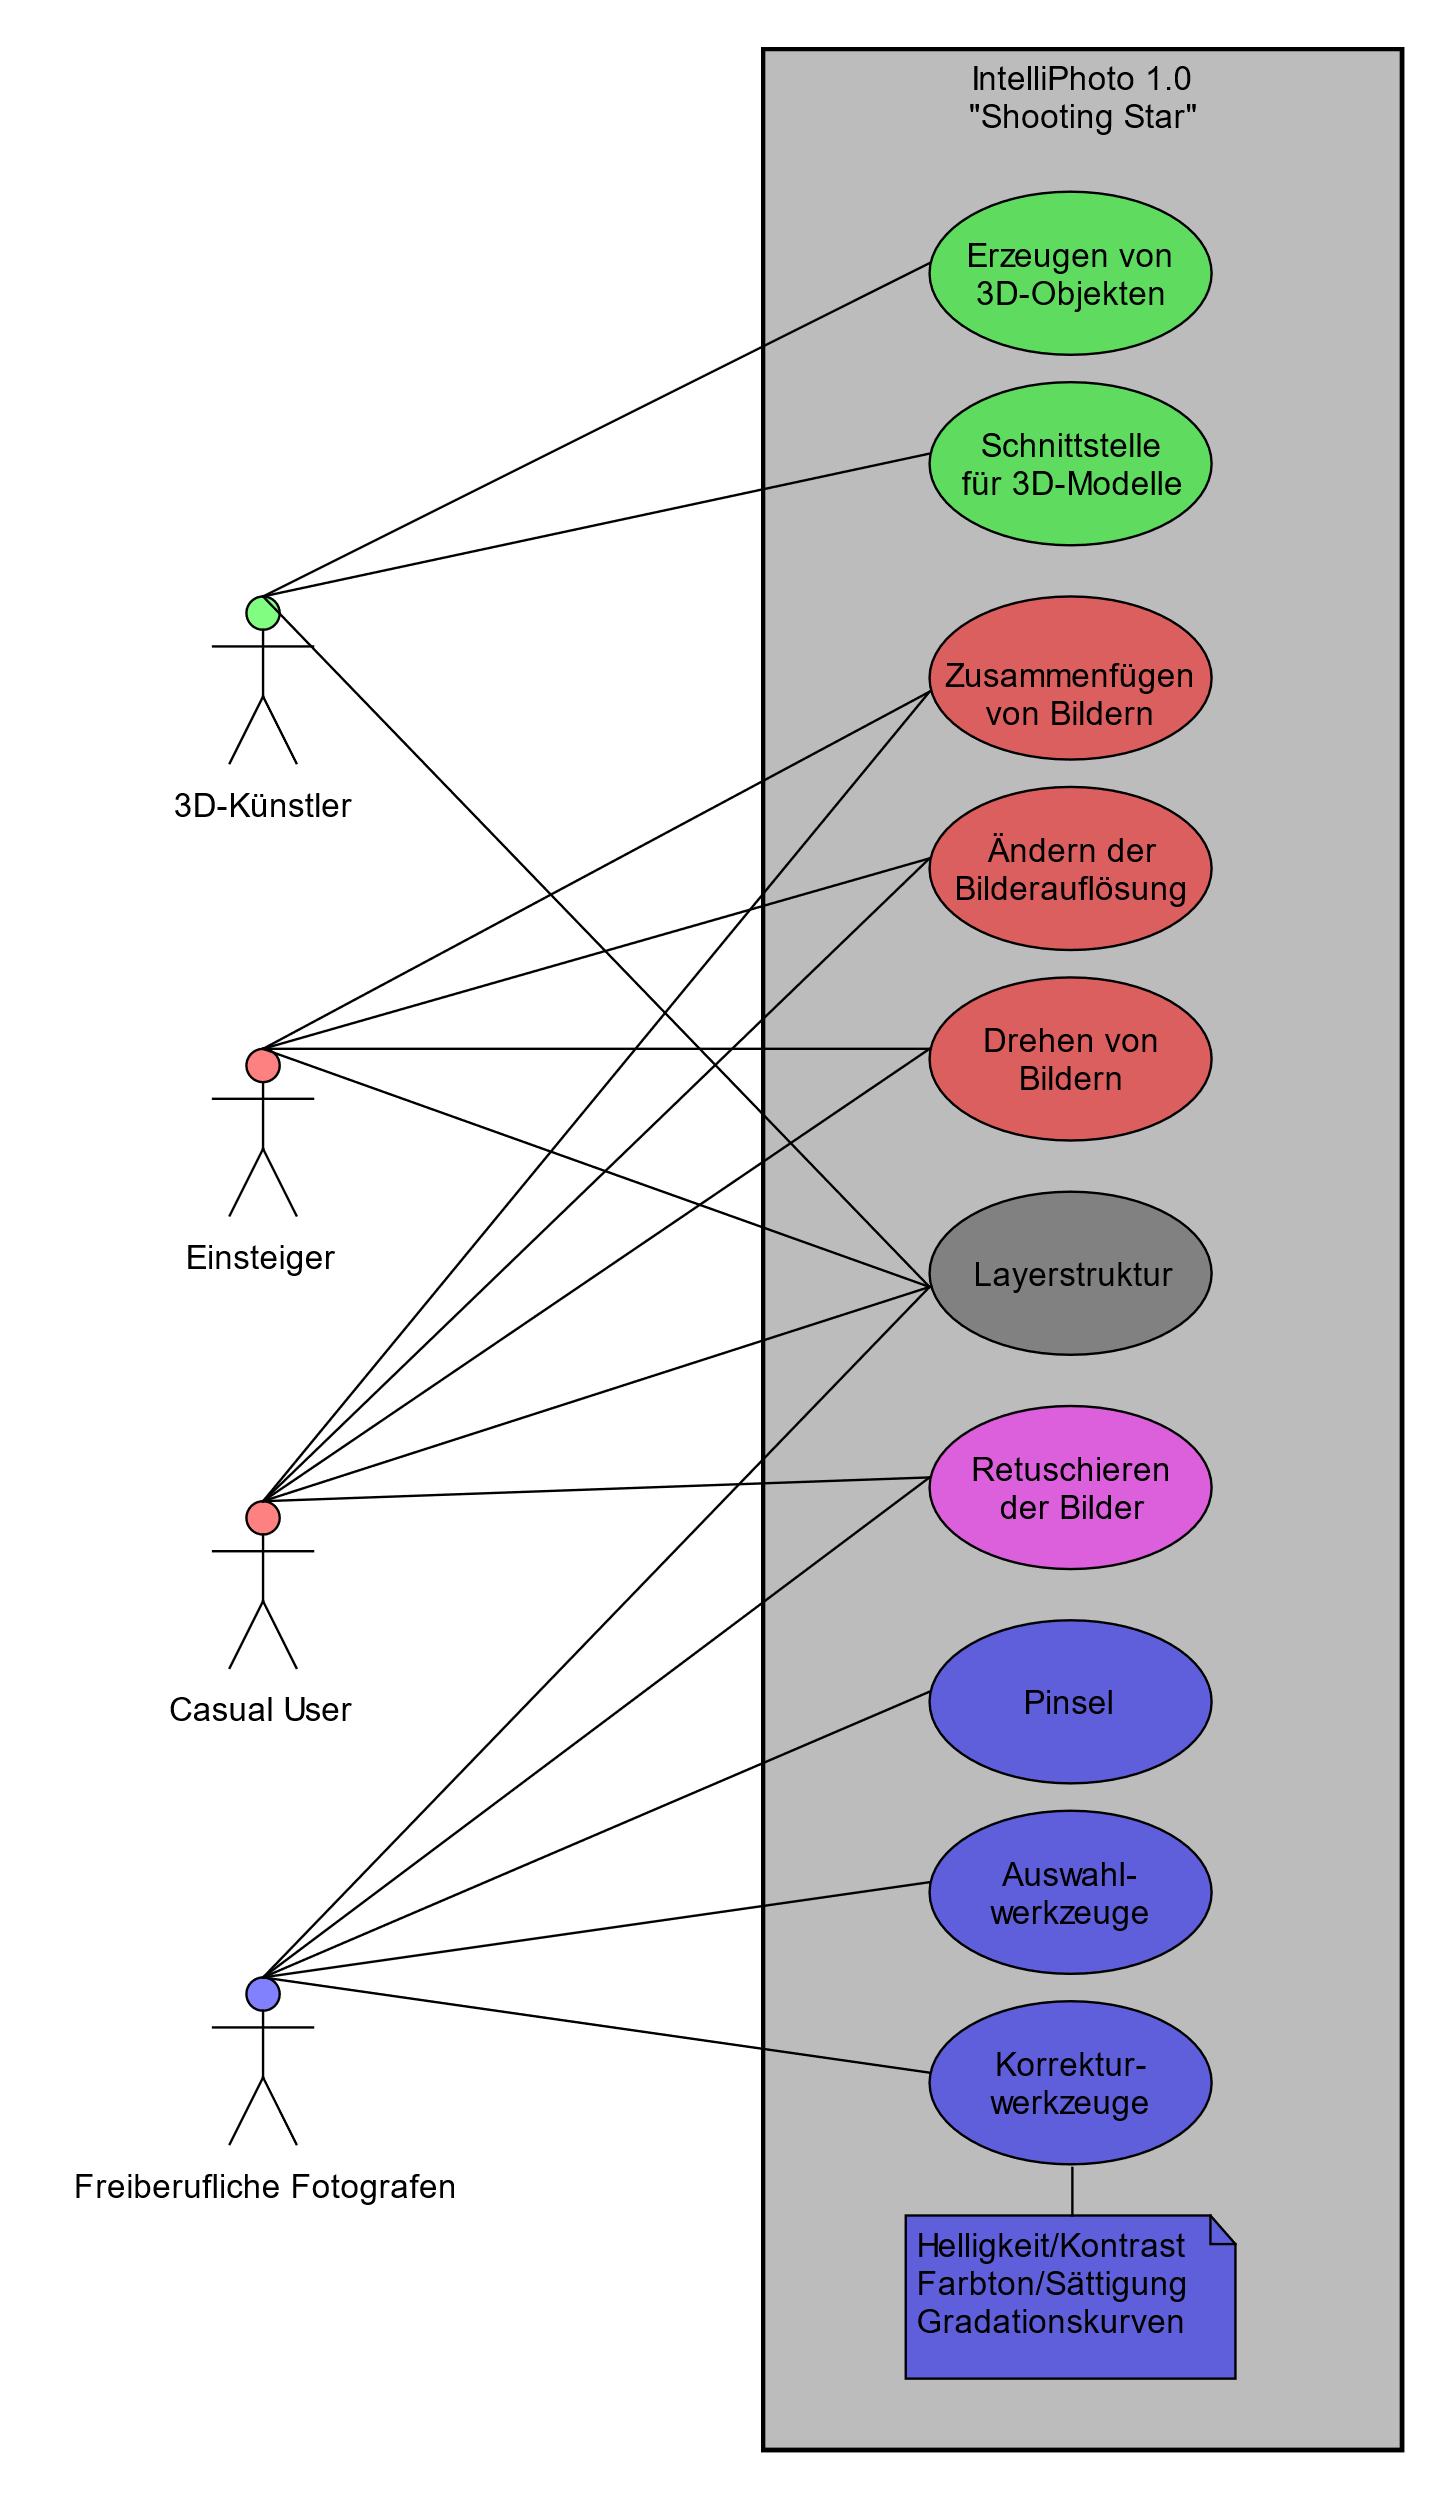 IntelliPhoto 1.0
"Shooting Star"
Erzeugen von
3D-Objekten
Schnittstelle
für 3D-Modelle
Zusammenfügen
von Bildern
3D-Künstler
Ändern der
Bilderauflösung
Drehen von
Bildern
Einsteiger
Layerstruktur
Retuschieren
der Bilder
Casual User
Pinsel
Auswahl-
werkzeuge
Korrektur-
werkzeuge
Freiberufliche Fotografen
Helligkeit/Kontrast
Farbton/Sättigung
Gradationskurven